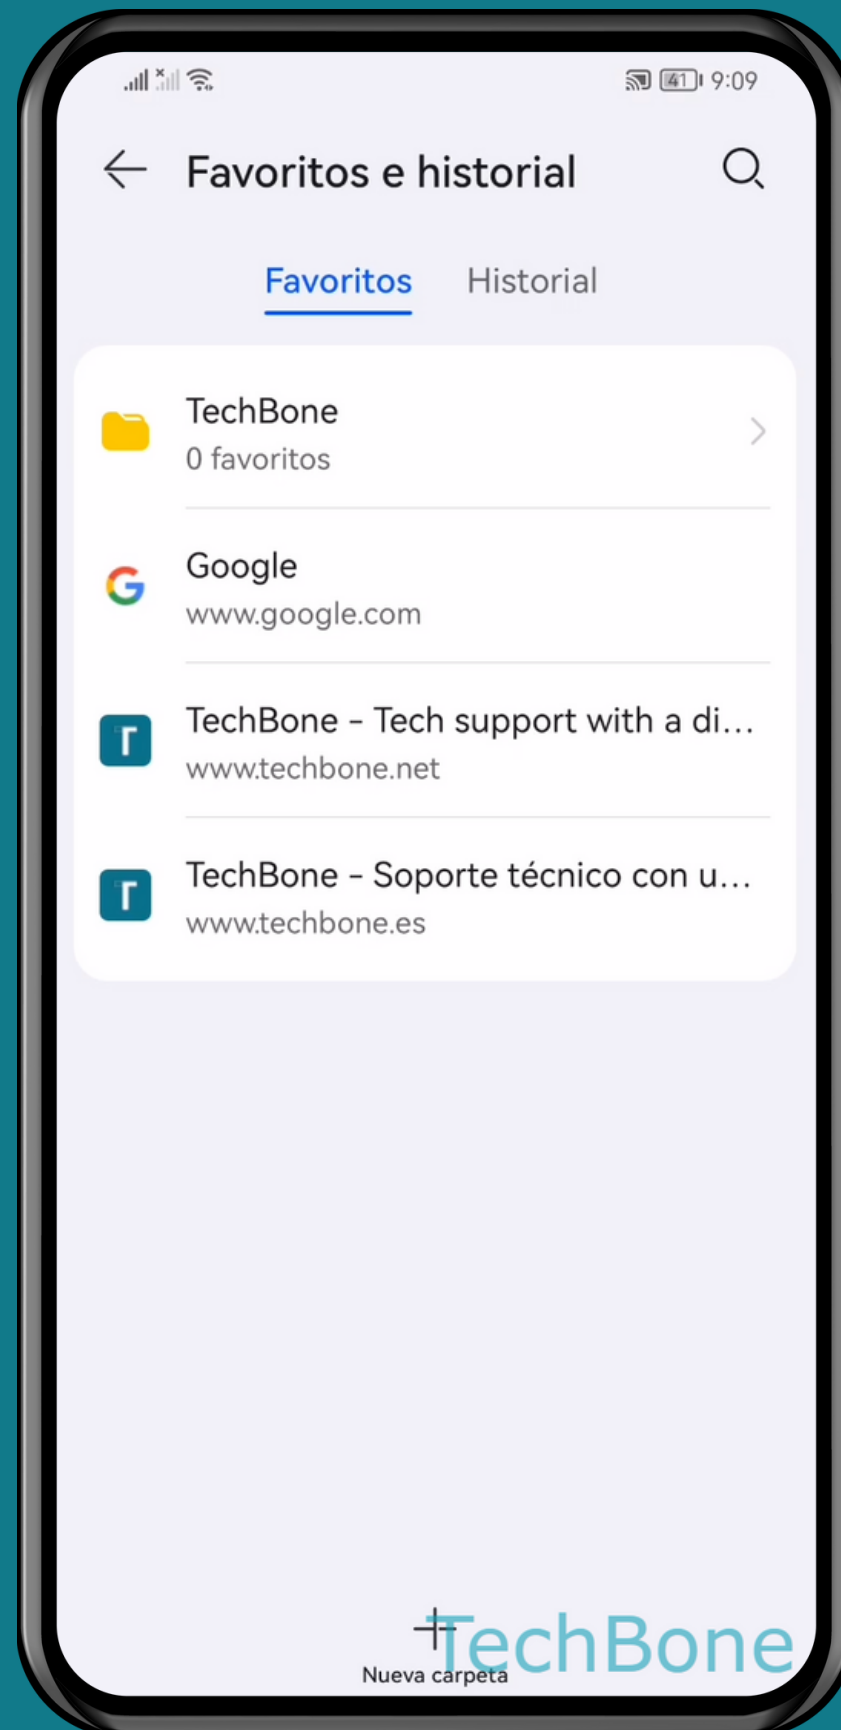 41 9:09
Favoritos e historial
Favoritos Historial
TechBone
0 favoritos
Google
www.google.com
TechBone - Tech support with a di...
www.techbone.net
TechBone - Soporte técnico con u...
www.techbone.es
Nueva carpeta
TechBone